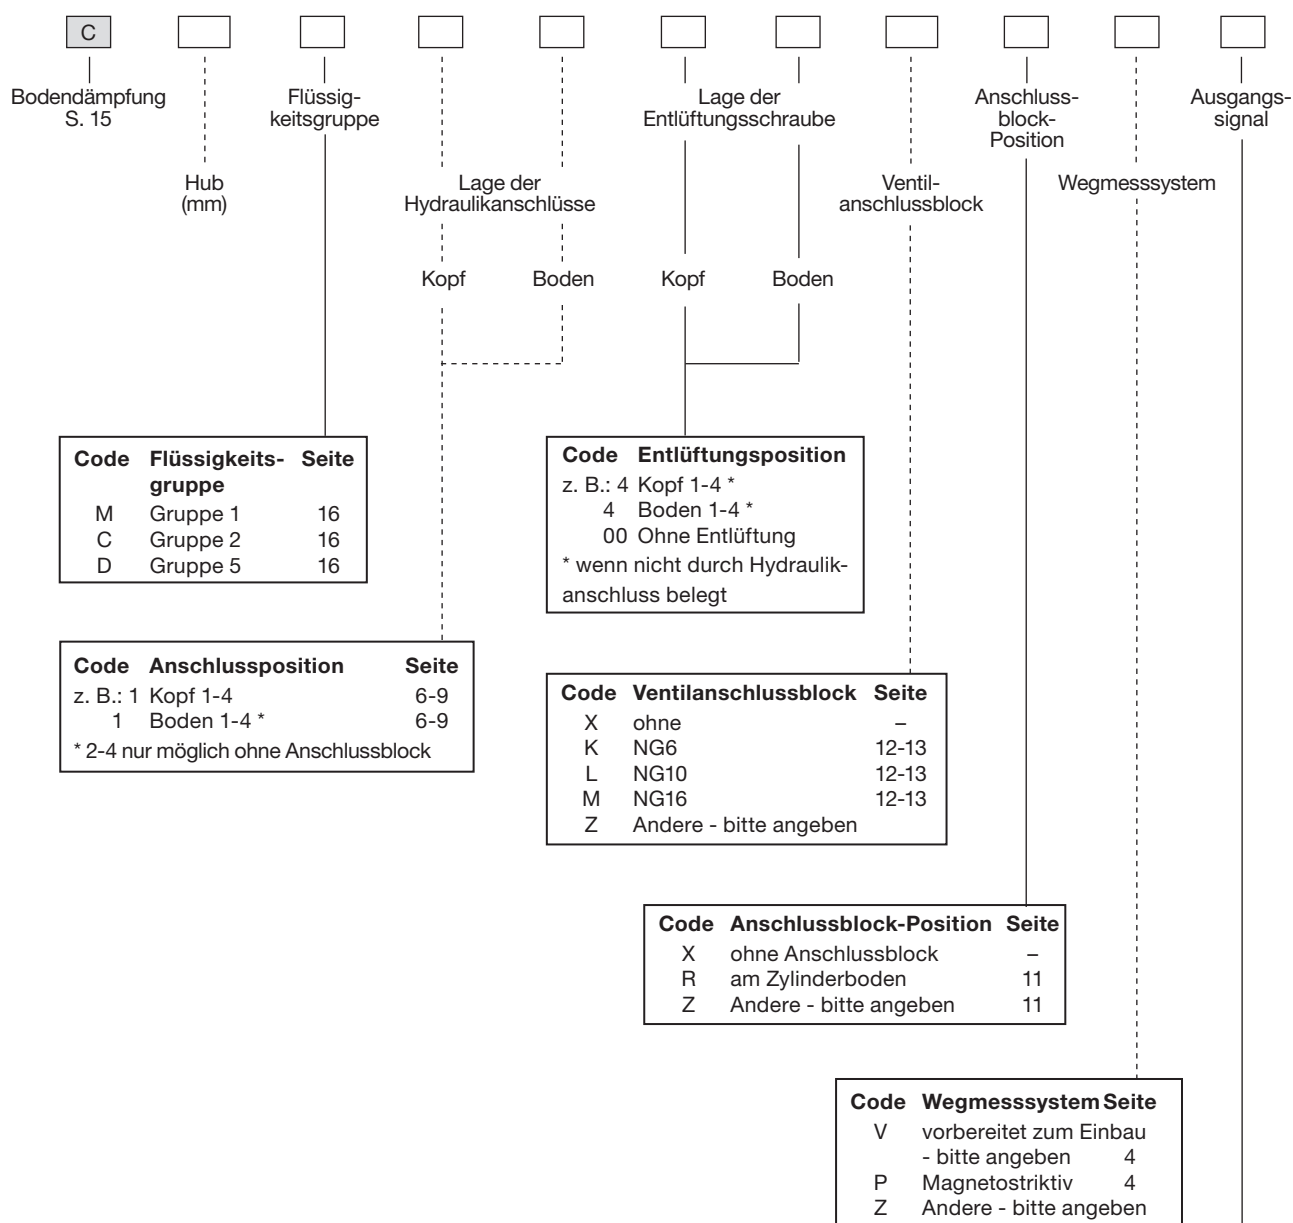 C
Bodendämpfung
S. 15
Flüssig-
keitsgruppe
Lage der
Entlüftungsschraube
Anschluss-
block-
Position
Ausgangs-
signal
Hub
(mm)
Lage der
Hydraulikanschlüsse
Ventil-
anschlussblock
Wegmesssystem
Kopf Boden Kopf Boden
Code Flüssigkeits- Seite
gruppe
M Gruppe 1 16
C Gruppe 2 16
D Gruppe 5 16
Code Entlüftungsposition
z. B.: 4 Kopf 1-4 *
4 Boden 1-4 *
00 Ohne Entlüftung
* wenn nicht durch Hydraulik-
anschluss belegt
Code Anschlussposition Seite
z. B.: 1 Kopf 1-4 6-9
1 Boden 1-4 * 6-9
* 2-4 nur möglich ohne Anschlussblock
Code Ventilanschlussblock Seite
X ohne –
K NG6 12-13
L NG10 12-13
M NG16 12-13
Z Andere - bitte angeben
Code Anschlussblock-Position Seite
X ohne Anschlussblock –
R am Zylinderboden 11
Z Andere - bitte angeben 11
Code Wegmesssystem Seite
V vorbereitet zum Einbau
- bitte angeben 4
P Magnetostriktiv 4
Z Andere - bitte angeben